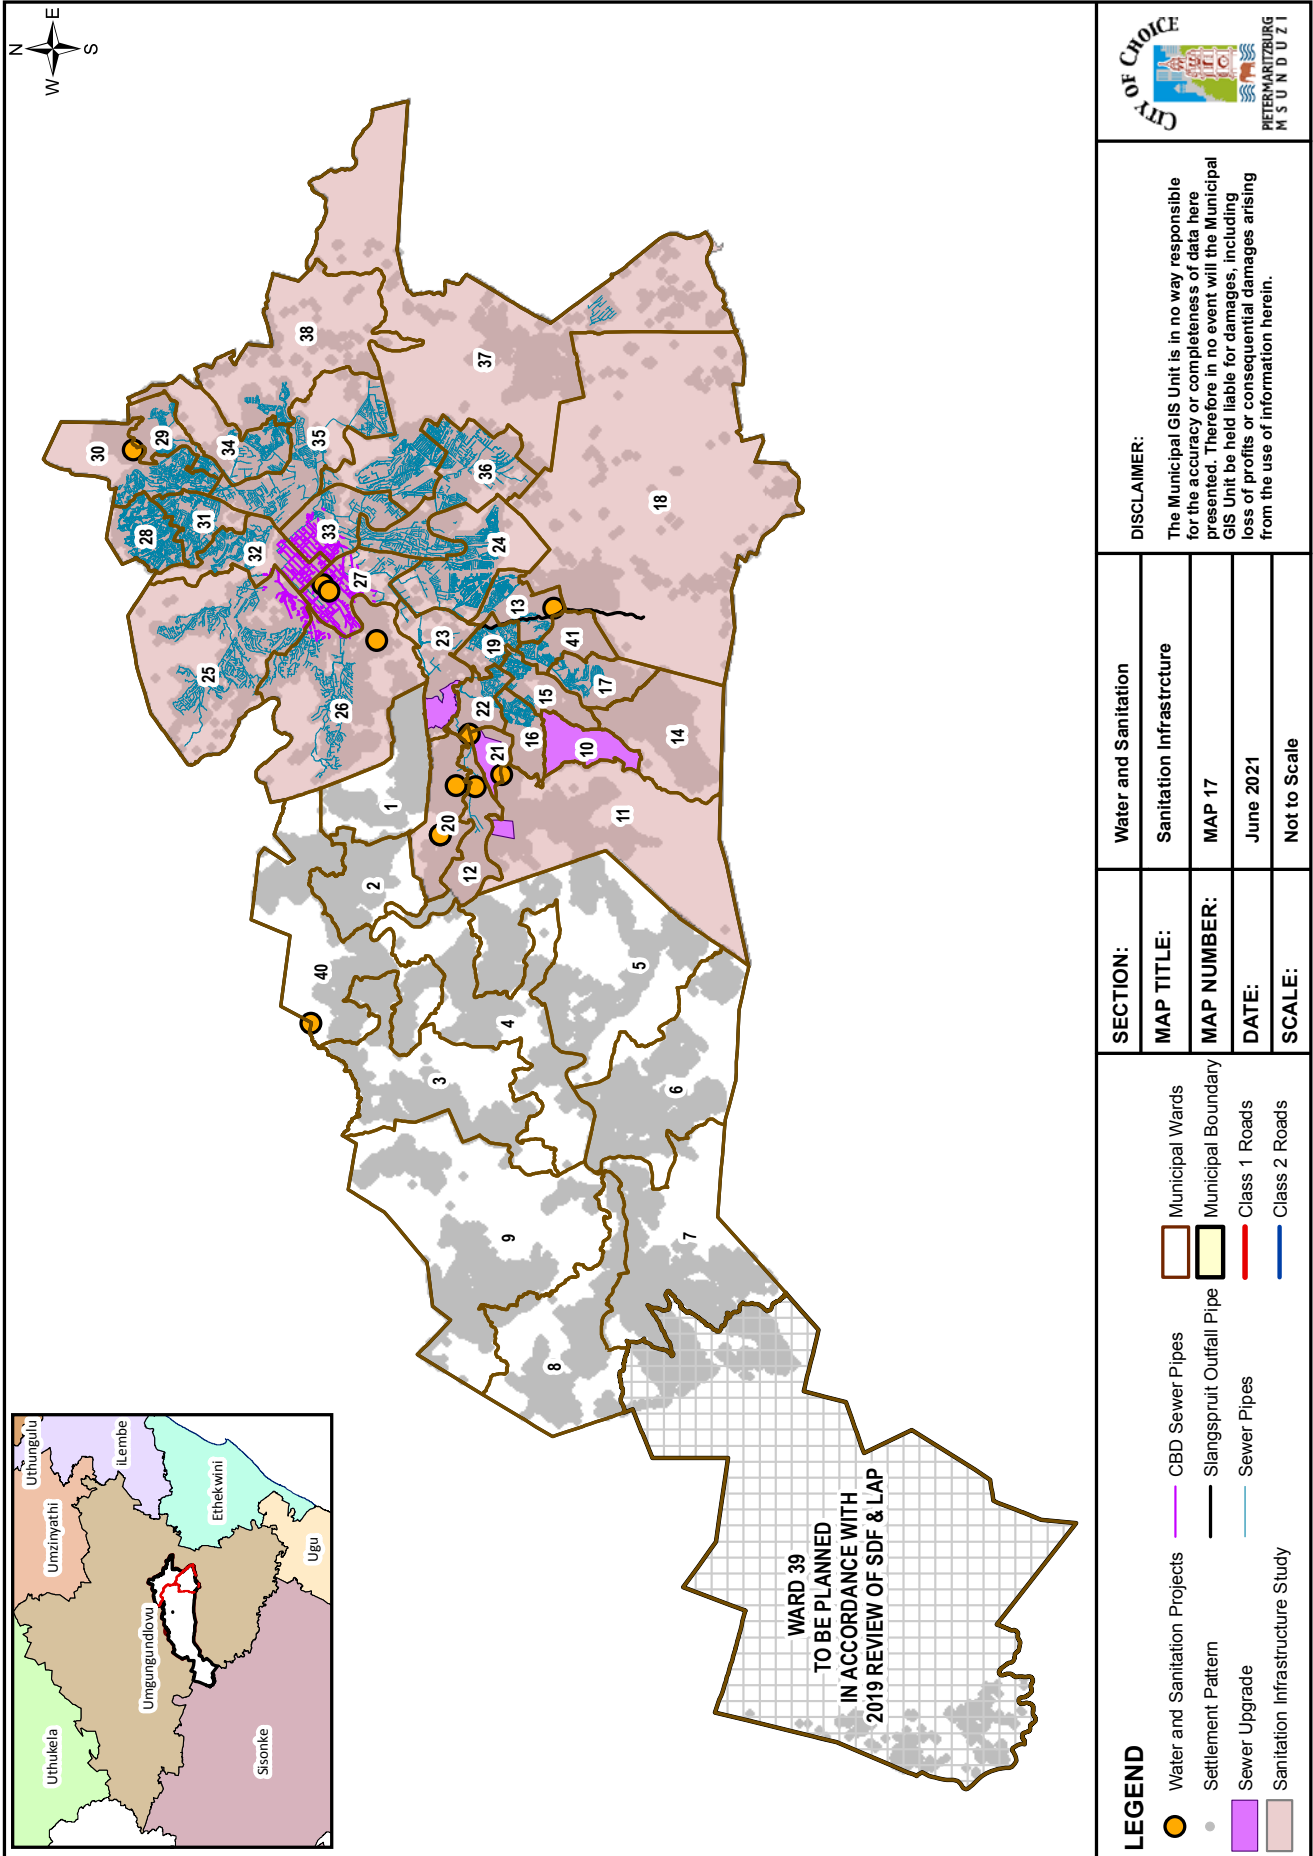 N
E
W
S
Uthungulu
iLembe
Umzinyathi
Ethekwini
Ugu
Umgungundlovu
Uthukela
Sisonke
30
29
28
31
34
38
35
32
33
37
36
25
27
24
18
26
23
13
19
41
22
15
17
16
21
10
14
1
20
11
12
2
40
5
4
3
6
9
7
8
WARD 39
TO BE PLANNED
IN ACCORDANCE WITH
2019 REVIEW OF SDF & LAP
LEGEND
Water and Sanitation Projects
Settlement Pattern
Sewer Upgrade
Sanitation Infrastructure Study
CBD Sewer Pipes
Slangspruit Outfall Pipe
Sewer Pipes
Municipal Wards
Municipal Boundary
Class 1 Roads
Class 2 Roads
SECTION: Water and Sanitation
MAP TITLE: Sanitation Infrastrcture
MAP NUMBER: MAP 17
DATE: June 2021
SCALE: Not to Scale
DISCLAIMER:
The Municipal GIS Unit is in no way responsible
for the accuracy or completeness of data here
presented. Therefore in no event will the Municipal
GIS Unit be held liable for damages, including
loss of profits or consequential damages arising
from the use of information herein.
CITY OF CHOICE
PIETERMARITZBURG
MSUNDUZI